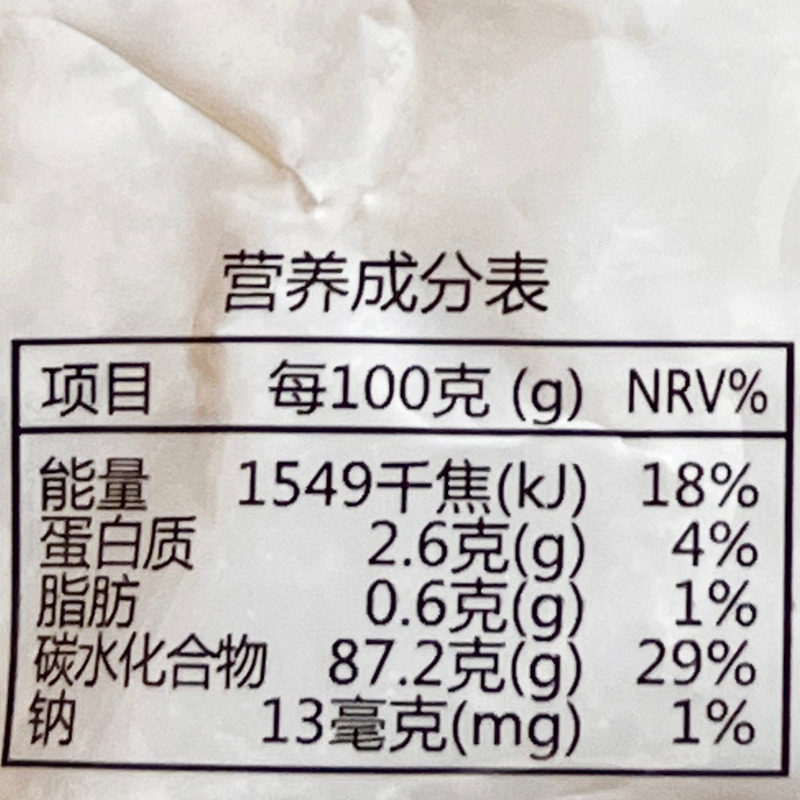 营养成分表
项目 每100克 (g) NRV%
能量 1549千焦(kJ) 18%
蛋白质 2.6克(g) 4%
脂肪 0.6克(g) 1%
碳水化合物 87.2克(g) 29%
钠 13毫克(mg) 1%